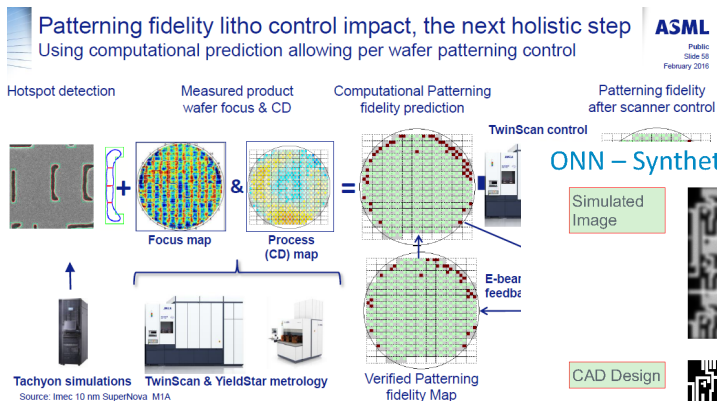 Patterning fidelity litho control impact, the next holistic step
Using computational prediction allowing per wafer patterning control
ASML
Public
Slide 58
February 2016
Hotspot detection
Measured product
wafer focus & CD
Computational Patterning
fidelity prediction
Patterning fidelity
after scanner control
TwinScan control
ONN – Synthet
Simulated
Image
+
&
=
Focus map
Process
(CD) map
E-bear
feedba
CAD Design
Tachyon simulations
TwinScan & YieldStar metrology
Verified Patterning
fidelity Map
Source: Imec 10 nm SuperNova M1A